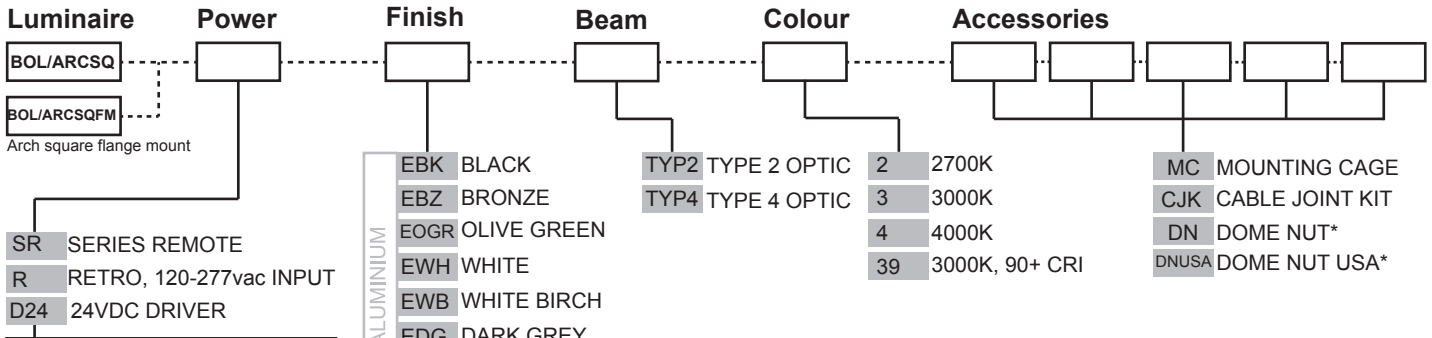 Luminaire Power Finish Beam Colour Accessories
BOL/ARCSQ
BOL/ARCSQFM
Arch square flange mount
SR SERIES REMOTE
R RETRO, 120-277vac INPUT
D24 24VDC DRIVER
ALUMINIUM
EBK BLACK
EBZ BRONZE
EOGR OLIVE GREEN
EWH WHITE
EWB WHITE BIRCH
EDG DARK GREY
TYP2 TYPE 2 OPTIC
TYP4 TYPE 4 OPTIC
2 2700K
3 3000K
4 4000K
39 3000K, 90+ CRI
MC MOUNTING CAGE
CJK CABLE JOINT KIT
DN DOME NUT*
DNUSA DOME NUT USA*